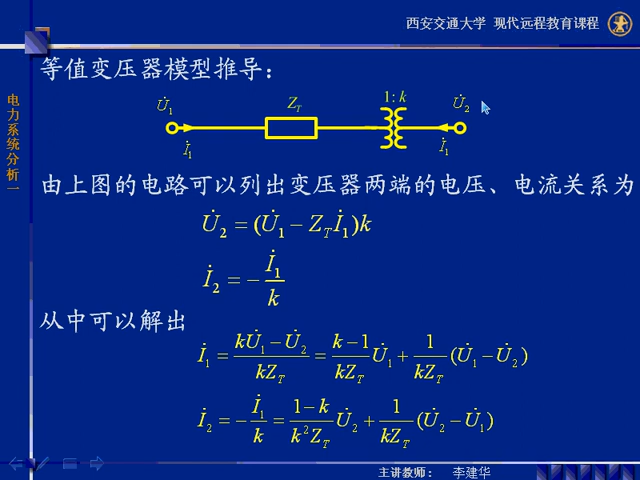 西安交通大学 现代远程教育课程
电力系统分析一
等值变压器模型推导：
U̇₁ Z_T 1:k U̇₂
İ₁ İ₁
由上图的电路可以列出变压器两端的电压、电流关系为
U̇₂ = (U̇₁ − Z_T İ₁)k
İ₂ = − İ₁/k
从中可以解出
İ₁ = (kU̇₁ − U̇₂)/(kZ_T) = (k−1)/(kZ_T) U̇₁ + 1/(kZ_T) (U̇₁ − U̇₂)
İ₂ = − İ₁/k = (1−k)/(k²Z_T) U̇₂ + 1/(kZ_T) (U̇₂ − U̇₁)
主讲教师： 李建华